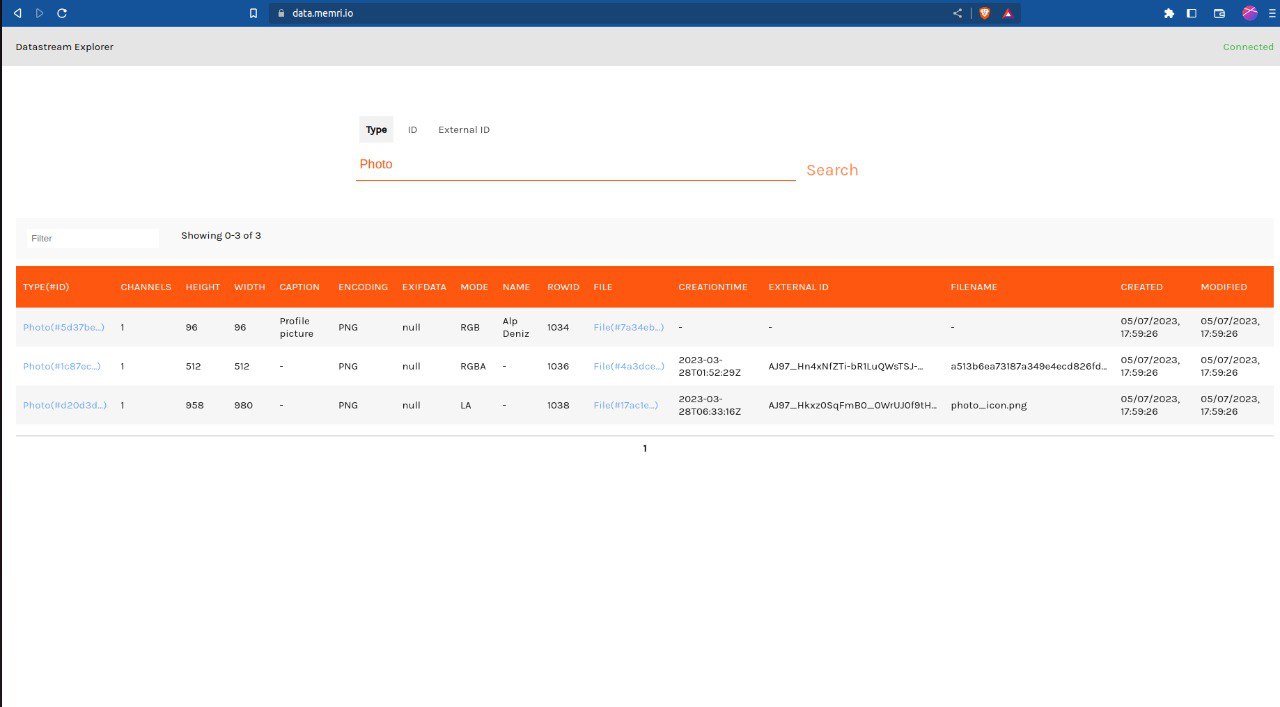 data.memri.io
Datastream Explorer
Connected
Type ID External ID
Photo
Search
Filter Showing 0-3 of 3
TYPE(#ID) CHANNELS HEIGHT WIDTH CAPTION ENCODING EXIFDATA MODE NAME ROWID FILE CREATIONTIME EXTERNAL ID FILENAME CREATED MODIFIED
Photo(#5d37be...) 1 96 96 Profile picture PNG null RGB Alp Deniz 1034 File(#7a34eb...) - - - 05/07/2023, 17:59:26 05/07/2023, 17:59:26
Photo(#1c87ec...) 1 512 512 - PNG null RGBA - 1036 File(#4a3dce...) 2023-03-28T01:52:29Z AJ97_Hn4xNfZTi-bR1LuQWsTSJ-... a513b6ea73187a349e4ecd826fd... 05/07/2023, 17:59:26 05/07/2023, 17:59:26
Photo(#d20d3d...) 1 958 980 - PNG null LA - 1038 File(#17ac1e...) 2023-03-28T06:33:16Z AJ97_Hkxz0SqFmB0_0WrUJ0f9tH... photo_icon.png 05/07/2023, 17:59:26 05/07/2023, 17:59:26
1